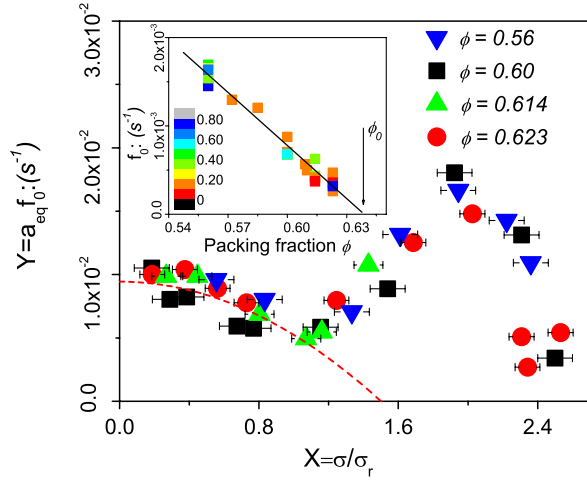 3.0x10⁻²
2.0x10⁻²
1.0x10⁻²
0.0
Y=a_eq f₀:(s⁻¹)
0.0
0.8
1.6
2.4
X=σ/σ_r
ϕ = 0.56
ϕ = 0.60
ϕ = 0.614
ϕ = 0.623
2.0x10⁻³
1.0x10⁻³
0.0
f₀: (s⁻¹)
0.80
0.60
0.40
0.20
0
ϕ₀
0.54
0.57
0.60
0.63
Packing fraction ϕ